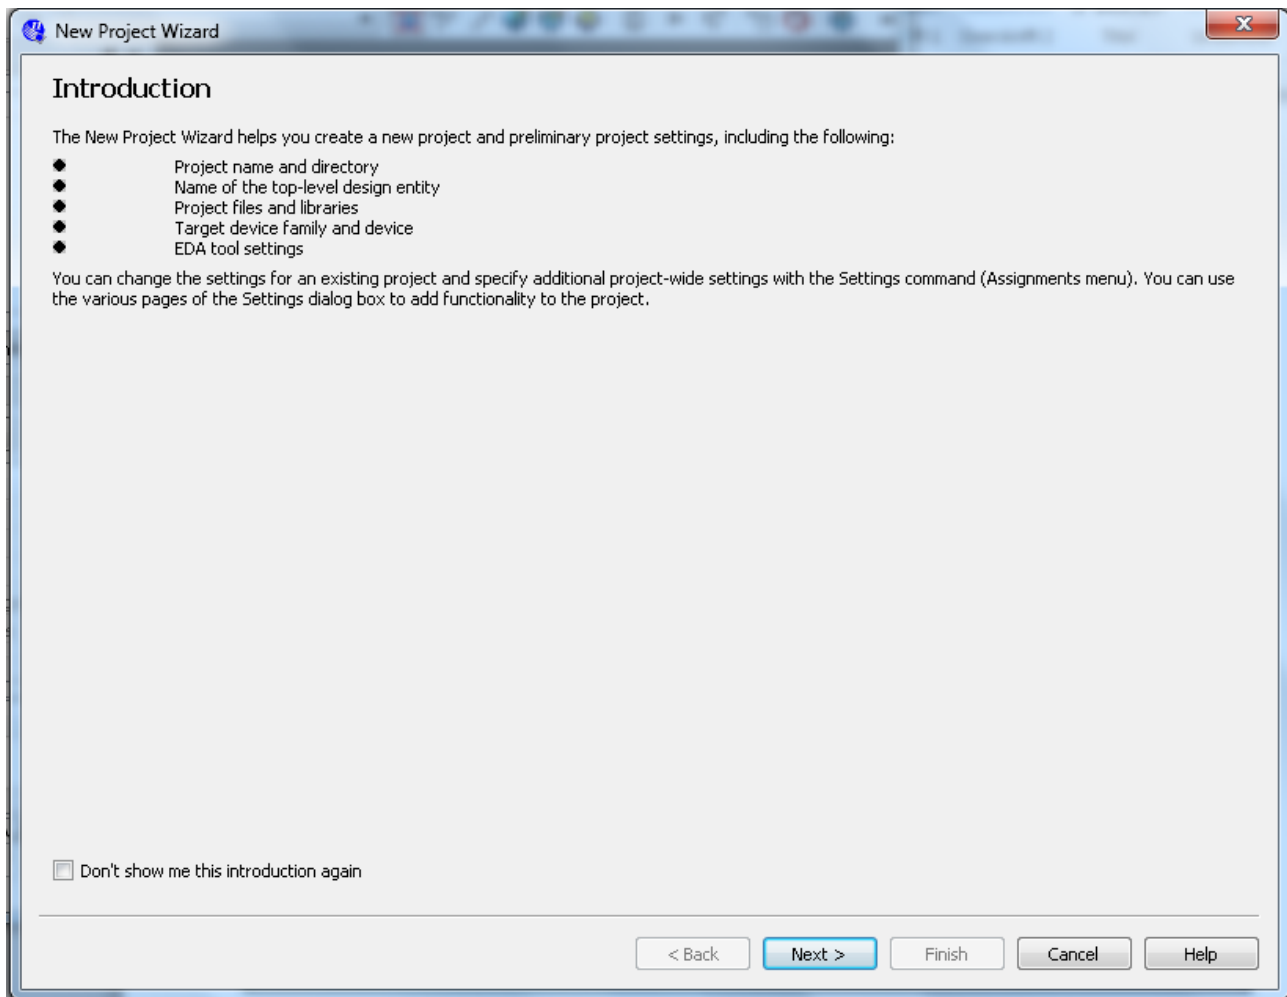 New Project Wizard
Introduction
The New Project Wizard helps you create a new project and preliminary project settings, including the following:
Project name and directory
Name of the top-level design entity
Project files and libraries
Target device family and device
EDA tool settings
You can change the settings for an existing project and specify additional project-wide settings with the Settings command (Assignments menu). You can use
the various pages of the Settings dialog box to add functionality to the project.
Don't show me this introduction again
< Back Next > Finish Cancel Help